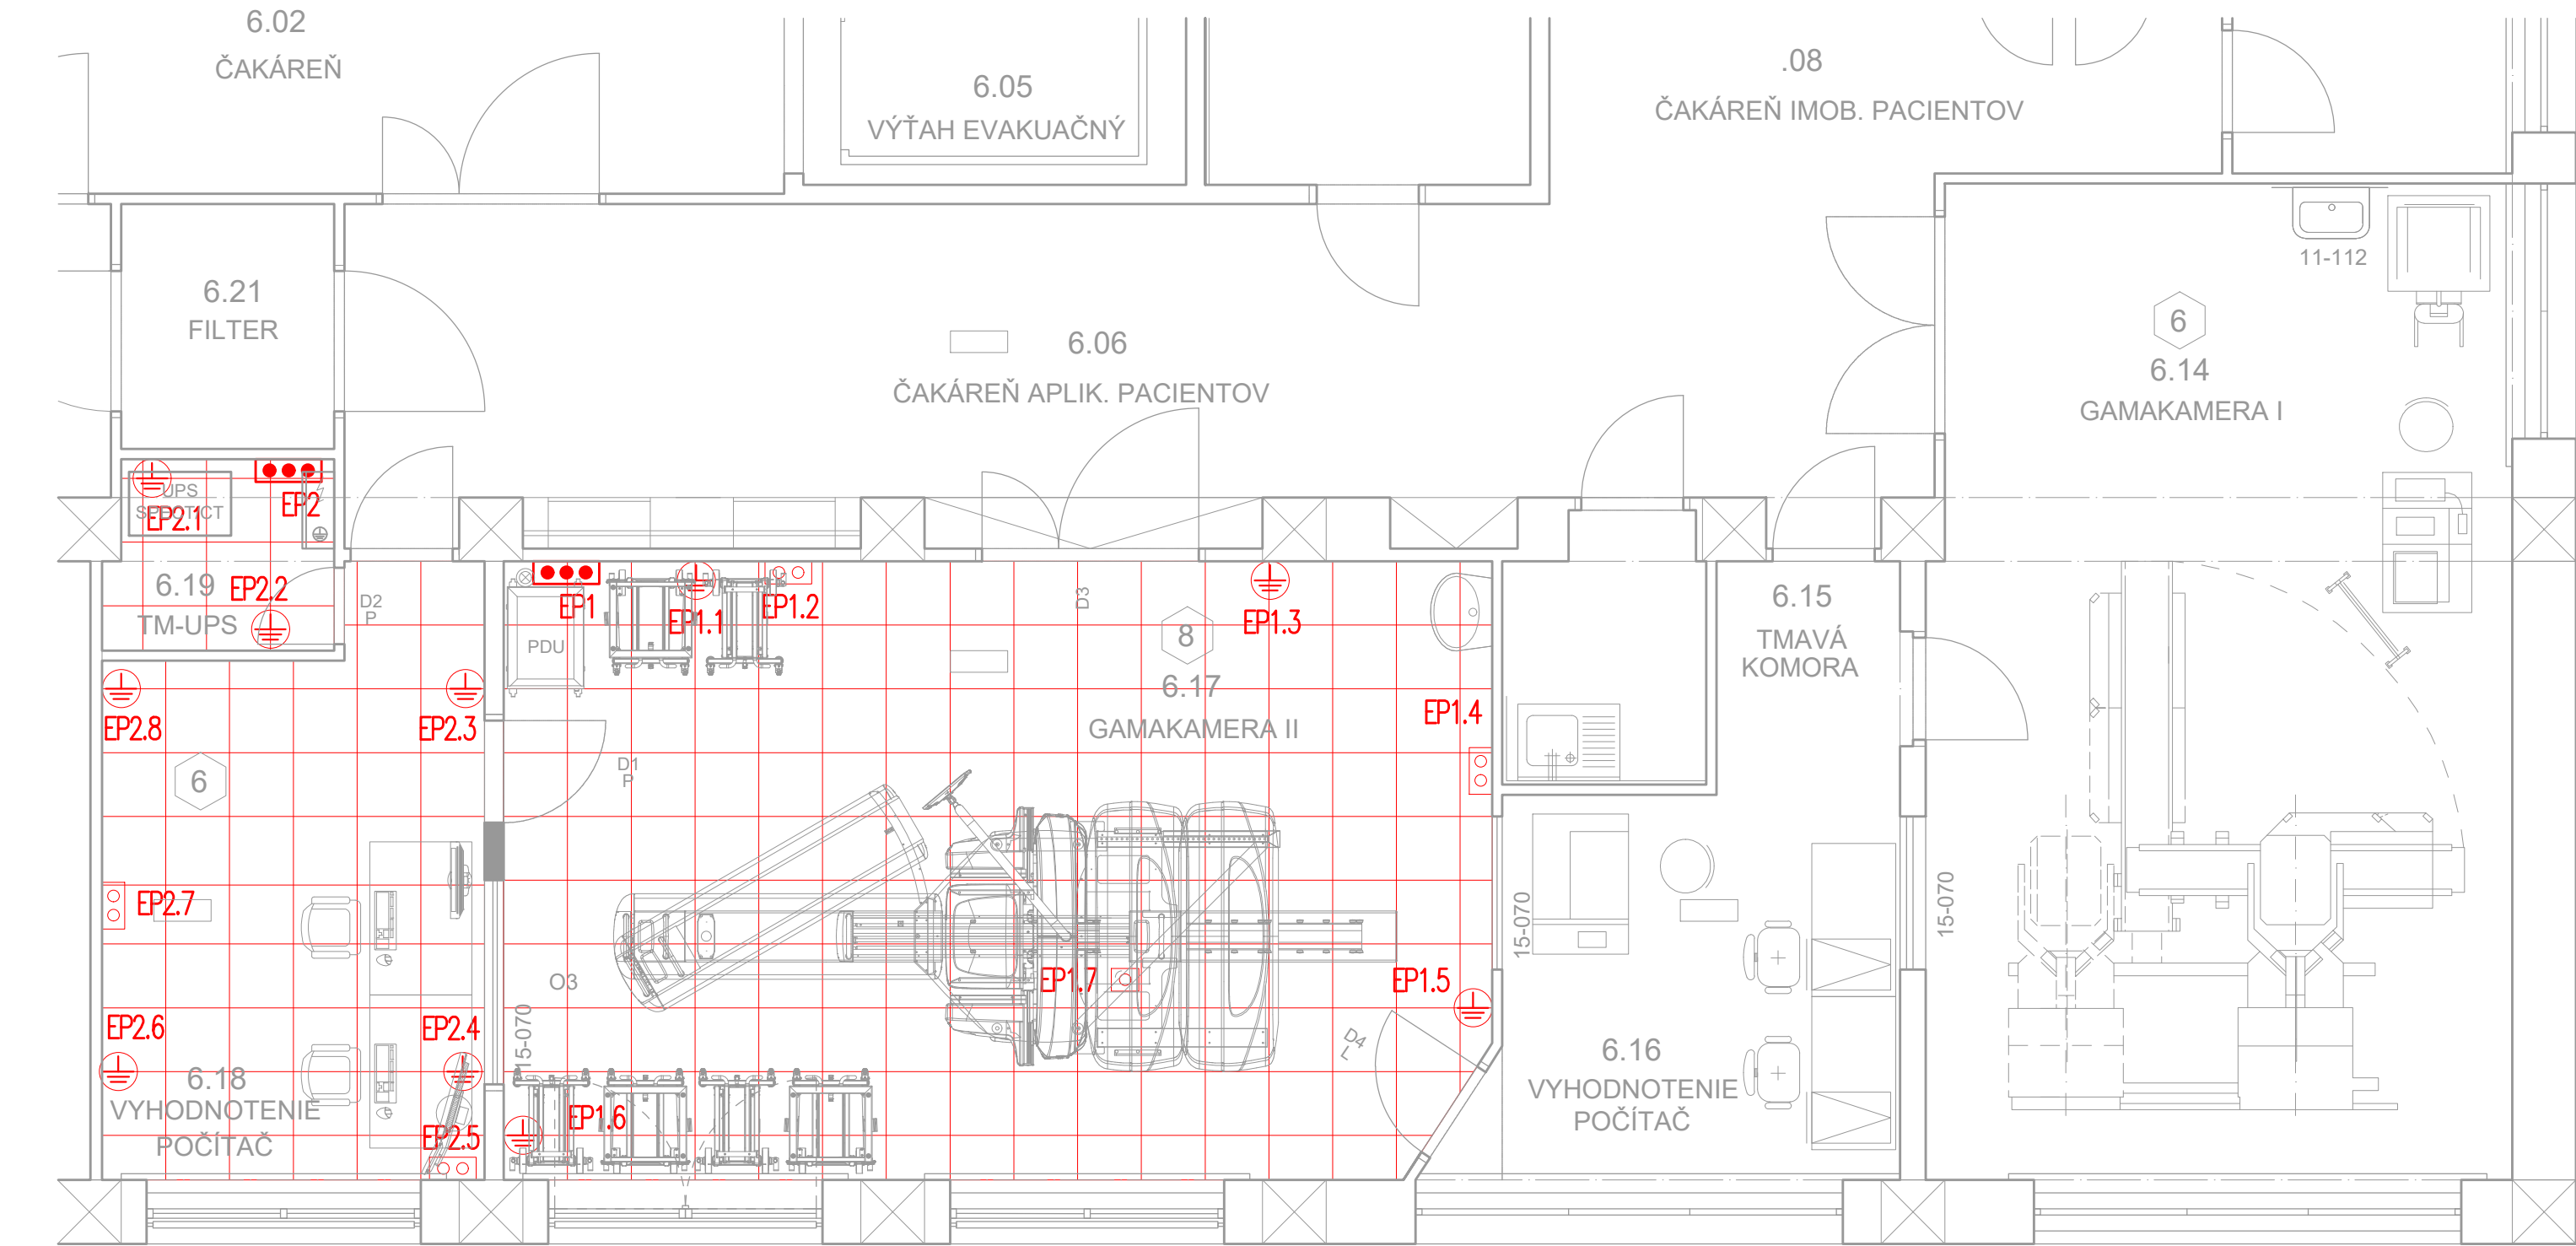 6.02
ČAKÁREŇ
6.05
VÝŤAH EVAKUAČNÝ
.08
ČAKÁREŇ IMOB. PACIENTOV
11-112
6.21
FILTER
6.06
ČAKÁREŇ APLIK. PACIENTOV
6
6.14
GAMAKAMERA I
UPS
SPECT/CT
EP2.1
EP2
6.19
TM-UPS
EP2.2
D2
P
EP1
EP1.1
EP1.2
D3
8
EP1.3
PDU
6.17
GAMAKAMERA II
EP1.4
6.15
TMAVÁ
KOMORA
EP2.8
EP2.3
6
D1
P
EP2.7
15-070
15-070
O3
EP1.7
EP1.5
EP2.6
EP2.4
15-070
D4
L
6.18
VYHODNOTENIE
POČÍTAČ
EP2.5
EP1.6
6.16
VYHODNOTENIE
POČÍTAČ